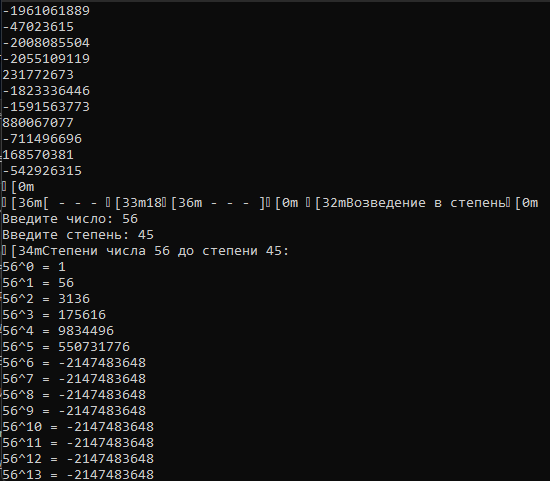 -1961061889
-47023615
-2008085504
-2055109119
231772673
-1823336446
-1591563773
880067077
-711496696
168570381
-542926315
[0m
[36m[ - - - [33m18[36m - - - ][0m [32mВозведение в степень[0m
Введите число: 56
Введите степень: 45
[34mСтепени числа 56 до степени 45:
56^0 = 1
56^1 = 56
56^2 = 3136
56^3 = 175616
56^4 = 9834496
56^5 = 550731776
56^6 = -2147483648
56^7 = -2147483648
56^8 = -2147483648
56^9 = -2147483648
56^10 = -2147483648
56^11 = -2147483648
56^12 = -2147483648
56^13 = -2147483648